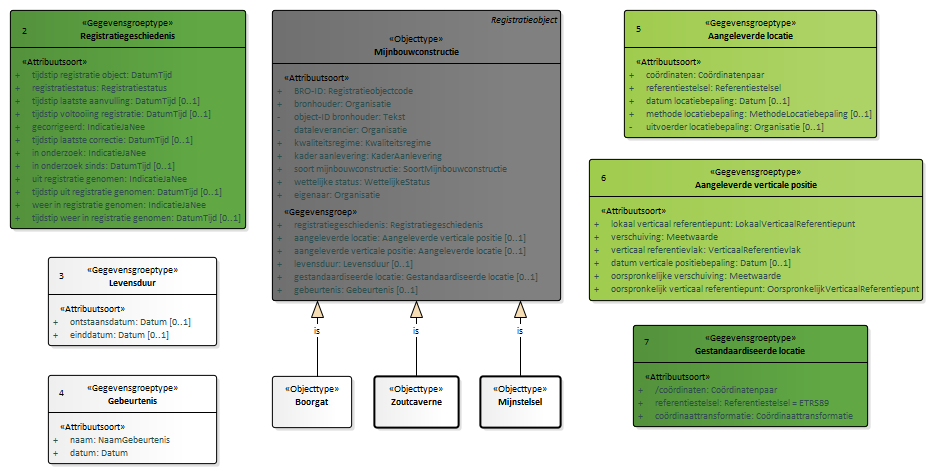 2
«Gegevensgroeptype»
Registratiegeschiedenis
«Attribuutsoort»
+ tijdstip registratie object: DatumTijd
+ registratiestatus: Registratiestatus
+ tijdstip laatste aanvulling: DatumTijd [0..1]
+ tijdstip voltooiing registratie: DatumTijd [0..1]
+ gecorrigeerd: IndicatieJaNee
+ tijdstip laatste correctie: DatumTijd [0..1]
+ in onderzoek: IndicatieJaNee
+ in onderzoek sinds: DatumTijd [0..1]
+ uit registratie genomen: IndicatieJaNee
+ tijdstip uit registratie genomen: DatumTijd [0..1]
+ weer in registratie genomen: IndicatieJaNee
+ tijdstip weer in registratie genomen: DatumTijd [0..1]
3
«Gegevensgroeptype»
Levensduur
«Attribuutsoort»
+ ontstaansdatum: Datum [0..1]
+ einddatum: Datum [0..1]
4
«Gegevensgroeptype»
Gebeurtenis
«Attribuutsoort»
+ naam: NaamGebeurtenis
+ datum: Datum
Registratieobject
«Objecttype»
Mijnbouwconstructie
«Attribuutsoort»
+ BRO-ID: Registratieobjectcode
+ bronhouder: Organisatie
- object-ID bronhouder: Tekst
- dataleverancier: Organisatie
+ kwaliteitsregime: Kwaliteitsregime
+ kader aanlevering: KaderAanlevering
+ soort mijnbouwconstructie: SoortMijnbouwconstructie
+ wettelijke status: WettelijkeStatus
+ eigenaar: Organisatie
«Gegevensgroep»
+ registratiegeschiedenis: Registratiegeschiedenis
+ aangeleverde locatie: Aangeleverde verticale positie [0..1]
+ aangeleverde verticale positie: Aangeleverde locatie [0..1]
+ levensduur: Levensduur [0..1]
+ gestandaardiseerde locatie: Gestandaardiseerde locatie [0..1]
+ gebeurtenis: Gebeurtenis [0..1]
is
is
is
«Objecttype»
Boorgat
«Objecttype»
Zoutcaverne
«Objecttype»
Mijnstelsel
5
«Gegevensgroeptype»
Aangeleverde locatie
«Attribuutsoort»
+ coördinaten: Coördinatenpaar
+ referentiestelsel: Referentiestelsel
+ datum locatiebepaling: Datum [0..1]
+ methode locatiebepaling: MethodeLocatiebepaling [0..1]
- uitvoerder locatiebepaling: Organisatie [0..1]
6
«Gegevensgroeptype»
Aangeleverde verticale positie
«Attribuutsoort»
+ lokaal verticaal referentiepunt: LokaalVerticaalReferentiepunt
+ verschuiving: Meetwaarde
+ verticaal referentievlak: VerticaalReferentievlak
+ datum verticale positiebepaling: Datum [0..1]
+ oorspronkelijke verschuiving: Meetwaarde
+ oorspronkelijk verticaal referentiepunt: OorspronkelijkVerticaalReferentiepunt
7
«Gegevensgroeptype»
Gestandaardiseerde locatie
«Attribuutsoort»
+ /coördinaten: Coördinatenpaar
+ referentiestelsel: Referentiestelsel = ETRS89
+ coördinaattransformatie: Coördinaattransformatie